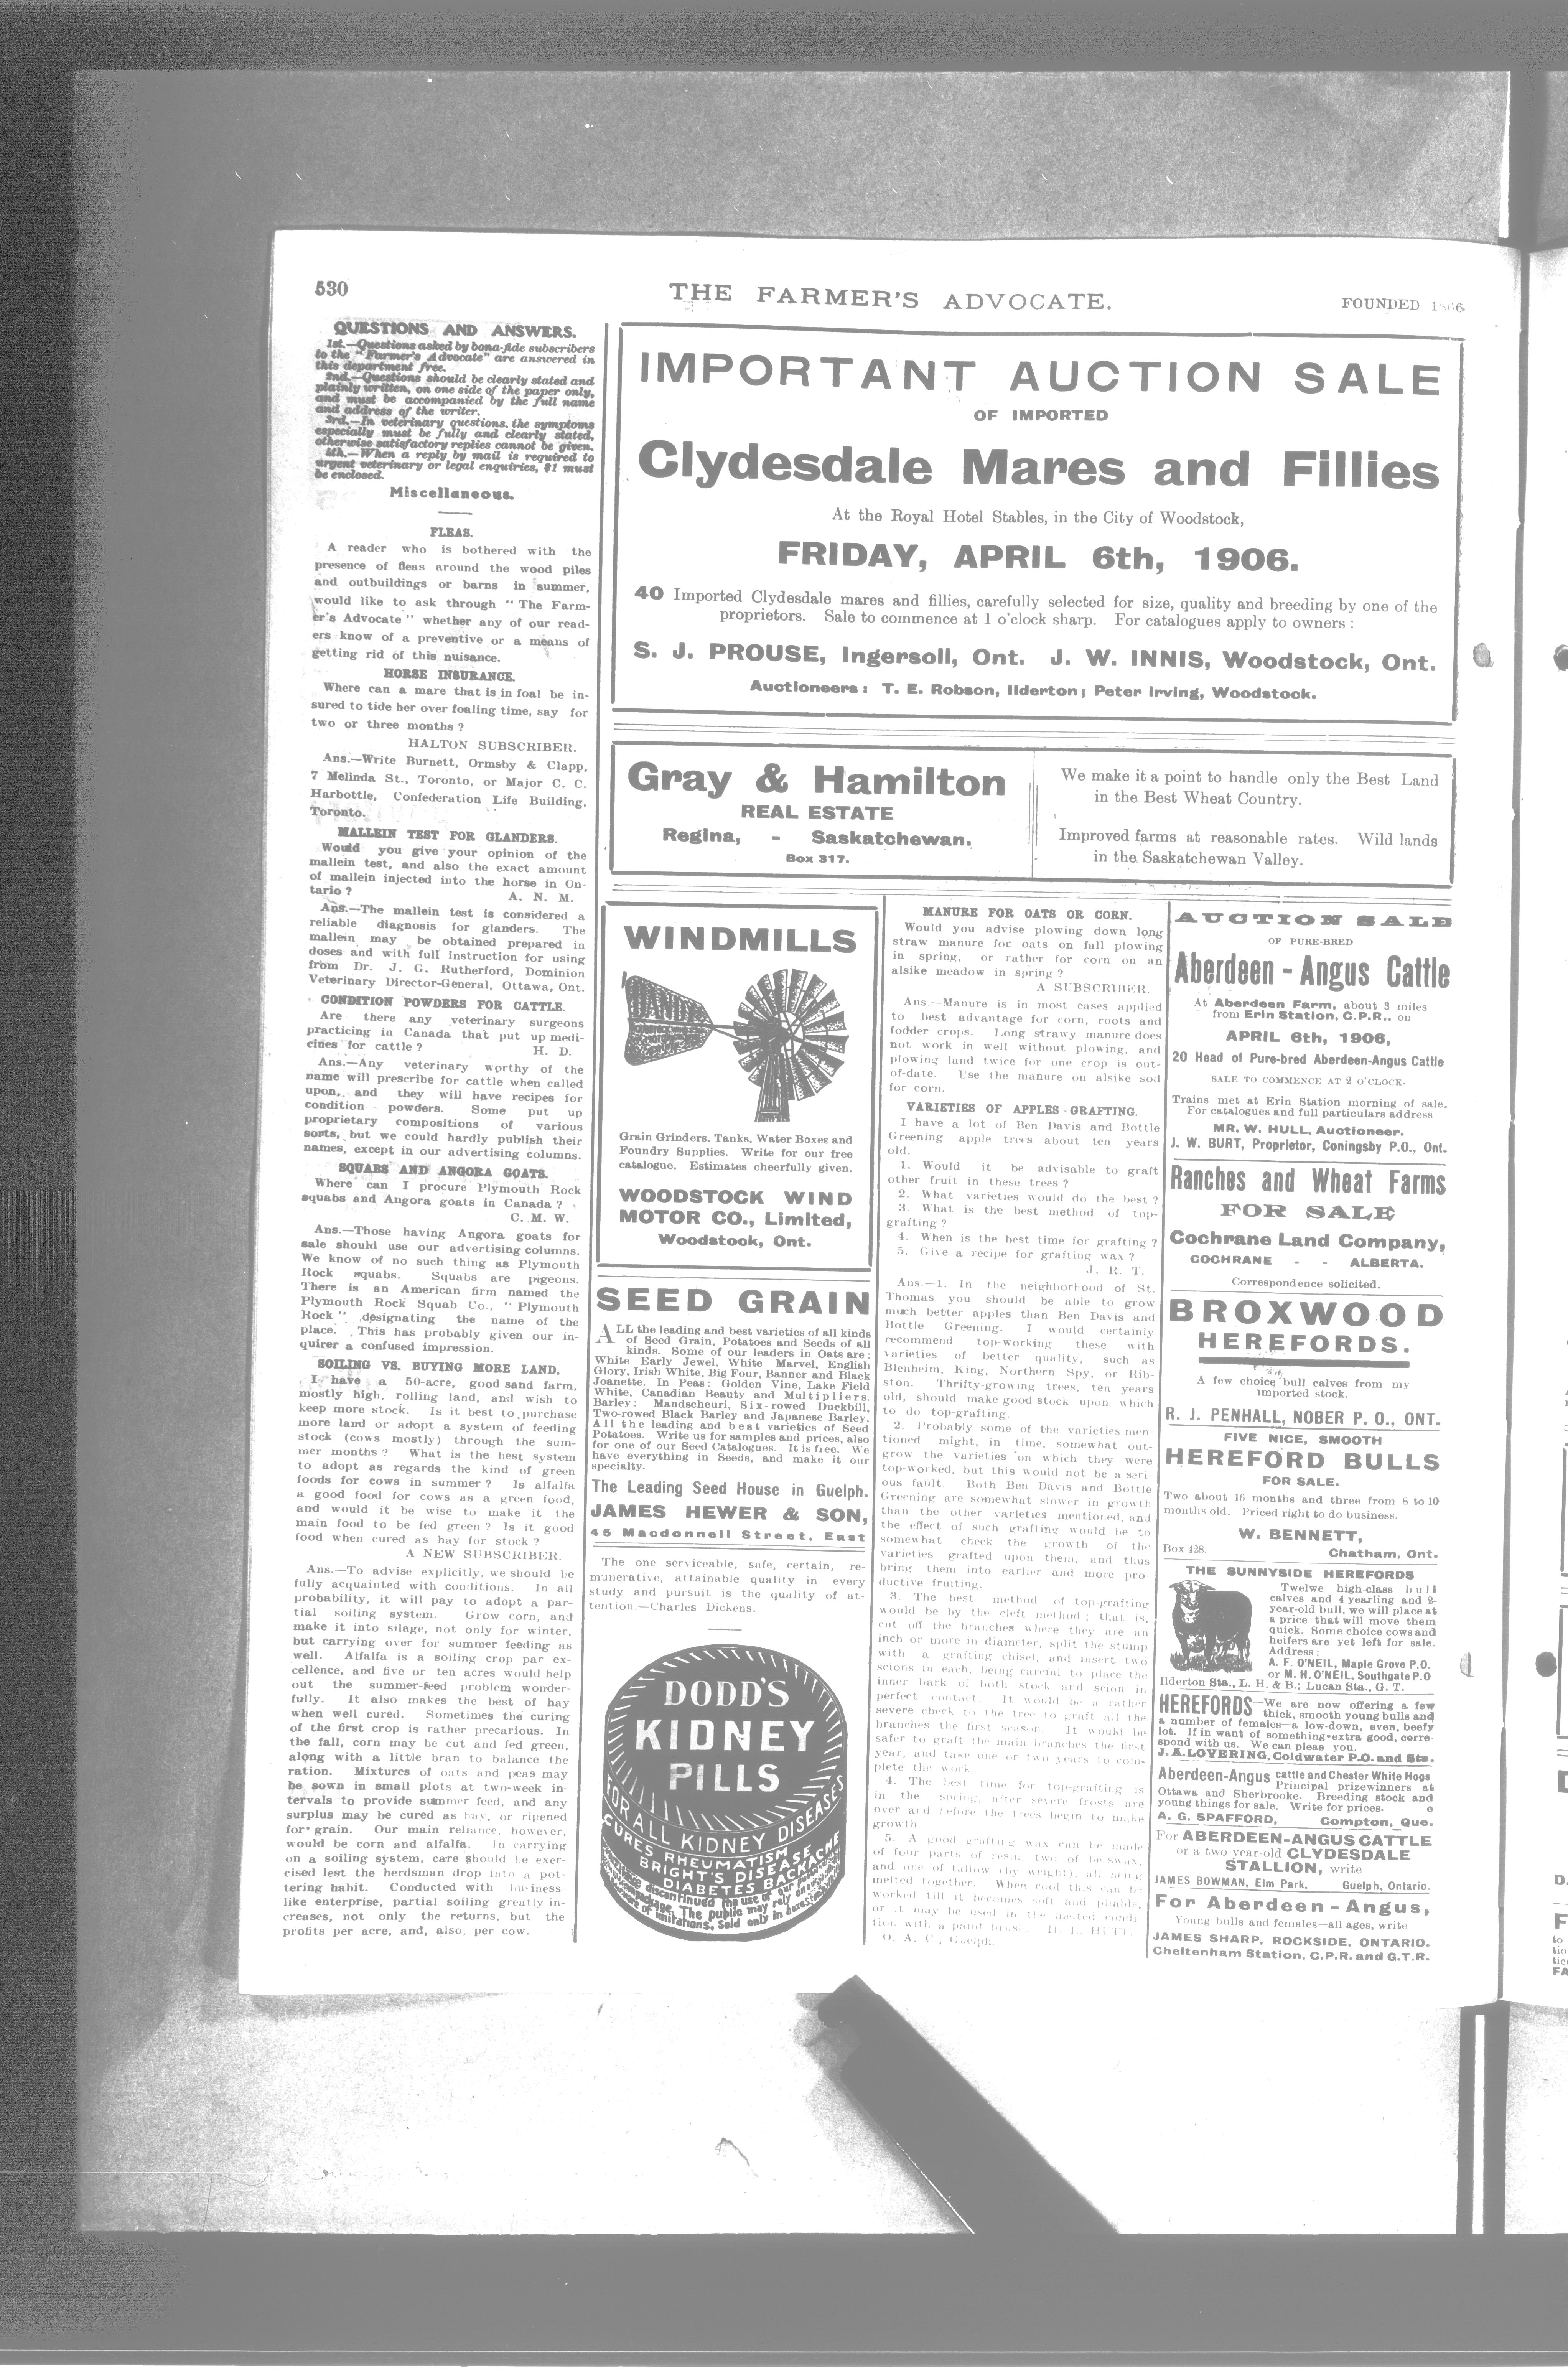 530
THE FARMER'S ADVOCATE.
FOUNDED 1866
QUESTIONS AND ANSWERS.
1st.—Questions asked by bona-fide subscribers
to the "Farmer's Advocate" are answered in
this department free.
2nd.—Questions should be clearly stated and
plainly written, on one side of the paper only,
and must be accompanied by the full name
and address of the writer.
3rd.—In veterinary questions, the symptoms
especially must be fully and clearly stated,
otherwise satisfactory replies cannot be given.
4th.—When a reply by mail is required to
urgent veterinary or legal enquiries, $1 must
be enclosed.
Miscellaneous.
FLEAS.
A reader who is bothered with the
presence of fleas around the wood piles
and outbuildings or barns in summer,
would like to ask through "The Farm-
er's Advocate" whether any of our read-
ers know of a preventive or a means of
getting rid of this nuisance.
HORSE INSURANCE.
Where can a mare that is in foal be in-
sured to tide her over foaling time, say for
two or three months ?
HALTON SUBSCRIBER.
Ans.—Write Burnett, Ormsby & Clapp,
7 Melinda St., Toronto, or Major C. C.
Harbottle, Confederation Life Building,
Toronto.
MALLEIN TEST FOR GLANDERS.
Would you give your opinion of the
mallein test, and also the exact amount
of mallein injected into the horse in On-
tario ?
A. N. M.
Ans.—The mallein test is considered a
reliable diagnosis for glanders. The
mallein may be obtained prepared in
doses and with full instruction for using
from Dr. J. G. Rutherford, Dominion
Veterinary Director-General, Ottawa, Ont.
CONDITION POWDERS FOR CATTLE.
Are there any veterinary surgeons
practicing in Canada that put up medi-
cines for cattle ? H. D.
Ans.—Any veterinary worthy of the
name will prescribe for cattle when called
upon, and they will have recipes for
condition powders. Some put up
proprietary compositions of various
sorts, but we could hardly publish their
names, except in our advertising columns.
SQUABS AND ANGORA GOATS.
Where can I procure Plymouth Rock
squabs and Angora goats in Canada ?
C. M. W.
Ans.—Those having Angora goats for
sale should use our advertising columns.
We know of no such thing as Plymouth
Rock squabs. Squabs are pigeons.
There is an American firm named the
Plymouth Rock Squab Co., "Plymouth
Rock" designating the name of the
place. This has probably given our in-
quirer a confused impression.
SOILING VS. BUYING MORE LAND.
I have a 50-acre, good sand farm,
mostly high, rolling land, and wish to
keep more stock. Is it best to purchase
more land or adopt a system of feeding
stock (cows mostly) through the sum-
mer months ? What is the best system
to adopt as regards the kind of green
foods for cows in summer ? Is alfalfa
a good food for cows as a green food,
and would it be wise to make it the
main food to be fed green ? Is it good
food when cured as hay for stock ?
A NEW SUBSCRIBER.
Ans.—To advise explicitly, we should be
fully acquainted with conditions. In all
probability, it will pay to adopt a par-
tial soiling system. Grow corn, and
make it into silage, not only for winter,
but carrying over for summer feeding as
well. Alfalfa is a soiling crop par ex-
cellence, and five or ten acres would help
out the summer-feed problem wonder-
fully. It also makes the best of hay
when well cured. Sometimes the curing
of the first crop is rather precarious. In
the fall, corn may be cut and fed green,
along with a little bran to balance the
ration. Mixtures of oats and peas may
be sown in small plots at two-week in-
tervals to provide summer feed, and any
surplus may be cured as hay, or ripened
for grain. Our main reliance, however,
would be corn and alfalfa. In carrying
on a soiling system, care should be exer-
cised lest the herdsman drop into a pot-
tering habit. Conducted with business-
like enterprise, partial soiling greatly in-
creases, not only the returns, but the
profits per acre, and, also, per cow.
IMPORTANT AUCTION SALE
OF IMPORTED
Clydesdale Mares and Fillies
At the Royal Hotel Stables, in the City of Woodstock,
FRIDAY, APRIL 6th, 1906.
40 Imported Clydesdale mares and fillies, carefully selected for size, quality and breeding by one of the
proprietors. Sale to commence at 1 o'clock sharp. For catalogues apply to owners :
S. J. PROUSE, Ingersoll, Ont. J. W. INNIS, Woodstock, Ont.
Auctioneers : T. E. Robson, Ilderton ; Peter Irving, Woodstock.
Gray & Hamilton
REAL ESTATE
Regina, - Saskatchewan.
Box 317.
We make it a point to handle only the Best Land
in the Best Wheat Country.
Improved farms at reasonable rates. Wild lands
in the Saskatchewan Valley.
WINDMILLS
Grain Grinders, Tanks, Water Boxes and
Foundry Supplies. Write for our free
catalogue. Estimates cheerfully given.
WOODSTOCK WIND
MOTOR CO., Limited,
Woodstock, Ont.
SEED GRAIN
ALL the leading and best varieties of all kinds
of Seed Grain, Potatoes and Seeds of all
kinds. Some of our leaders in Oats are :
White Early Jewel, White Marvel, English
Glory, Irish White, Big Four, Banner and Black
Joanette. In Peas: Golden Vine, Lake Field
White, Canadian Beauty and Multipliers.
Barley: Mandscheuri, Six-rowed Duckbill,
Two-rowed Black Barley and Japanese Barley.
All the leading and best varieties of Seed
Potatoes. Write us for samples and prices, also
for one of our Seed Catalogues. It is free. We
have everything in Seeds, and make it our
specialty.
The Leading Seed House in Guelph.
JAMES HEWER & SON,
45 Macdonnell Street, East
The one serviceable, safe, certain, re-
munerative, attainable quality in every
study and pursuit is the quality of at-
tention.—Charles Dickens.
DODD'S
KIDNEY
PILLS
FOR ALL KIDNEY DISEASES
CURES RHEUMATISM
BRIGHT'S DISEASE
DIABETES BACKACHE
discontinued the use of our
package. The public may rely on
of imitations. Sold only in boxes
MANURE FOR OATS OR CORN.
Would you advise plowing down long
straw manure for oats on fall plowing
in spring, or rather for corn on an
alsike meadow in spring ?
A SUBSCRIBER.
Ans.—Manure is in most cases applied
to best advantage for corn, roots and
fodder crops. Long strawy manure does
not work in well without plowing, and
plowing land twice for one crop is out-
of-date. Use the manure on alsike sod
for corn.
VARIETIES OF APPLES - GRAFTING.
I have a lot of Ben Davis and Bottle
Greening apple trees about ten years
old.
1. Would it be advisable to graft
other fruit in these trees ?
2. What varieties would do the best ?
3. What is the best method of top-
grafting ?
4. When is the best time for grafting ?
5. Give a recipe for grafting wax ?
J. R. T.
Ans.—1. In the neighborhood of St.
Thomas you should be able to grow
much better apples than Ben Davis and
Bottle Greening. I would certainly
recommend top-working these with
varieties of better quality, such as
Blenheim, King, Northern Spy, or Rib-
ston. Thrifty-growing trees, ten years
old, should make good stock upon which
to do top-grafting.
2. Probably some of the varieties men-
tioned might, in time, somewhat out-
grow the varieties on which they were
top-worked, but this would not be a seri-
ous fault. Both Ben Davis and Bottle
Greening are somewhat slower in growth
than the other varieties mentioned, and
the effect of such grafting would be to
somewhat check the growth of the
varieties grafted upon them, and thus
bring them into earlier and more pro-
ductive fruiting.
3. The best method of top-grafting
would be by the cleft method ; that is,
cut off the branches where they are an
inch or more in diameter, split the stump
with a grafting chisel, and insert two
scions in each, being careful to place the
inner bark of both stock and scion in
perfect contact. It would be a rather
severe check to the tree to graft all the
branches the first season. It would be
safer to graft the main branches the first
year, and take one or two years to com-
plete the work.
4. The best time for top-grafting is
in the spring, after severe frosts are
over and before the trees begin to make
growth.
5. A good grafting wax can be made
of four parts of resin, two of beeswax,
and one of tallow (by weight), all being
melted together. When cool this can be
worked till it becomes soft and pliable,
or it may be used in the melted condi-
tion with a paint brush. H. L. HUTT.
O. A. C., Guelph.
AUCTION SALE
OF PURE-BRED
Aberdeen - Angus Cattle
At Aberdeen Farm, about 3 miles
from Erin Station, C.P.R., on
APRIL 6th, 1906,
20 Head of Pure-bred Aberdeen-Angus Cattle
SALE TO COMMENCE AT 2 O'CLOCK.
Trains met at Erin Station morning of sale.
For catalogues and full particulars address
MR. W. HULL, Auctioneer.
J. W. BURT, Proprietor, Coningsby P.O., Ont.
Ranches and Wheat Farms
FOR SALE
Cochrane Land Company,
COCHRANE - - ALBERTA.
Correspondence solicited.
BROXWOOD
HEREFORDS.
A few choice bull calves from my
imported stock.
R. J. PENHALL, NOBER P. O., ONT.
FIVE NICE, SMOOTH
HEREFORD BULLS
FOR SALE.
Two about 16 months and three from 8 to 10
months old. Priced right to do business.
W. BENNETT,
Box 428. Chatham, Ont.
THE SUNNYSIDE HEREFORDS
Twelwe high-class bull
calves and 4 yearling and 2-
year-old bull, we will place at
a price that will move them
quick. Some choice cows and
heifers are yet left for sale.
Address :
A. F. O'NEIL, Maple Grove P.O.
or M. H. O'NEIL, Southgate P.O
Ilderton Sta., L. H. & B.; Lucan Sta., G. T.
HEREFORDS—We are now offering a few
thick, smooth young bulls and
a number of females—a low-down, even, beefy
lot. If in want of something extra good, corre-
spond with us. We can pleas you.
J. A. LOVERING, Coldwater P.O. and Sta.
Aberdeen-Angus cattle and Chester White Hogs
Principal prizewinners at
Ottawa and Sherbrooke. Breeding stock and
young things for sale. Write for prices. o
A. G. SPAFFORD, Compton, Que.
For ABERDEEN-ANGUS CATTLE
or a two-year-old CLYDESDALE
STALLION, write
JAMES BOWMAN, Elm Park, Guelph, Ontario.
For Aberdeen - Angus,
Young bulls and females—all ages, write
JAMES SHARP, ROCKSIDE, ONTARIO.
Cheltenham Station, C.P.R. and G.T.R.